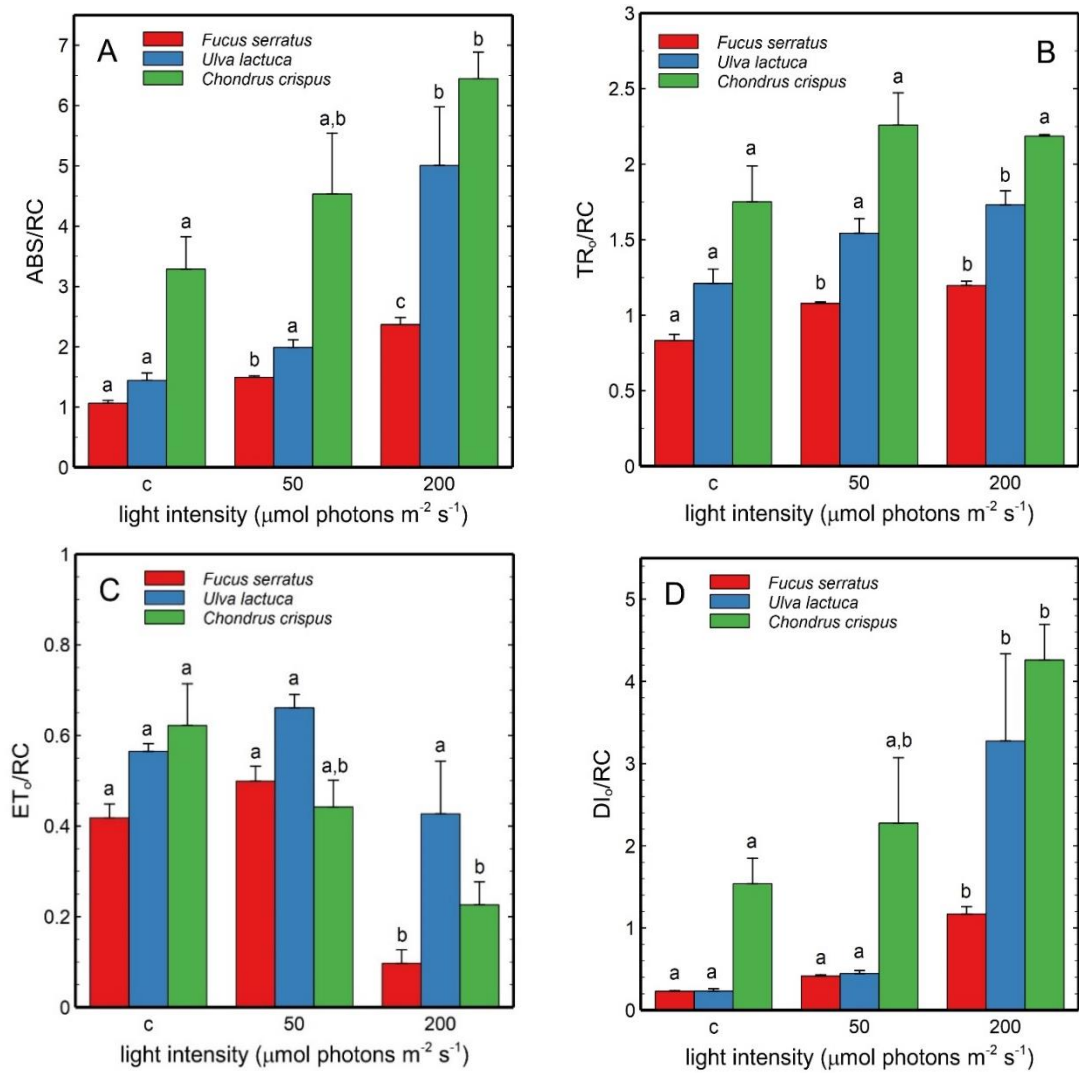 A
Fucus serratus
Ulva lactuca
Chondrus crispus
ABS/RC
7
6
5
4
3
2
1
0
a
a
a
b
a
a,b
c
b
b
c
50
200
light intensity (μmol photons m⁻² s⁻¹)
B
Fucus serratus
Ulva lactuca
Chondrus crispus
TRₒ/RC
3
2.5
2
1.5
1
0.5
0
a
a
a
b
a
a
b
b
a
c
50
200
light intensity (μmol photons m⁻² s⁻¹)
C
Fucus serratus
Ulva lactuca
Chondrus crispus
ETₒ/RC
1
0.8
0.6
0.4
0.2
0
a
a
a
a
a
a,b
b
a
b
c
50
200
light intensity (μmol photons m⁻² s⁻¹)
D
Fucus serratus
Ulva lactuca
Chondrus crispus
DIₒ/RC
5
4
3
2
1
0
a
a
a
a
a
a,b
b
b
b
c
50
200
light intensity (μmol photons m⁻² s⁻¹)